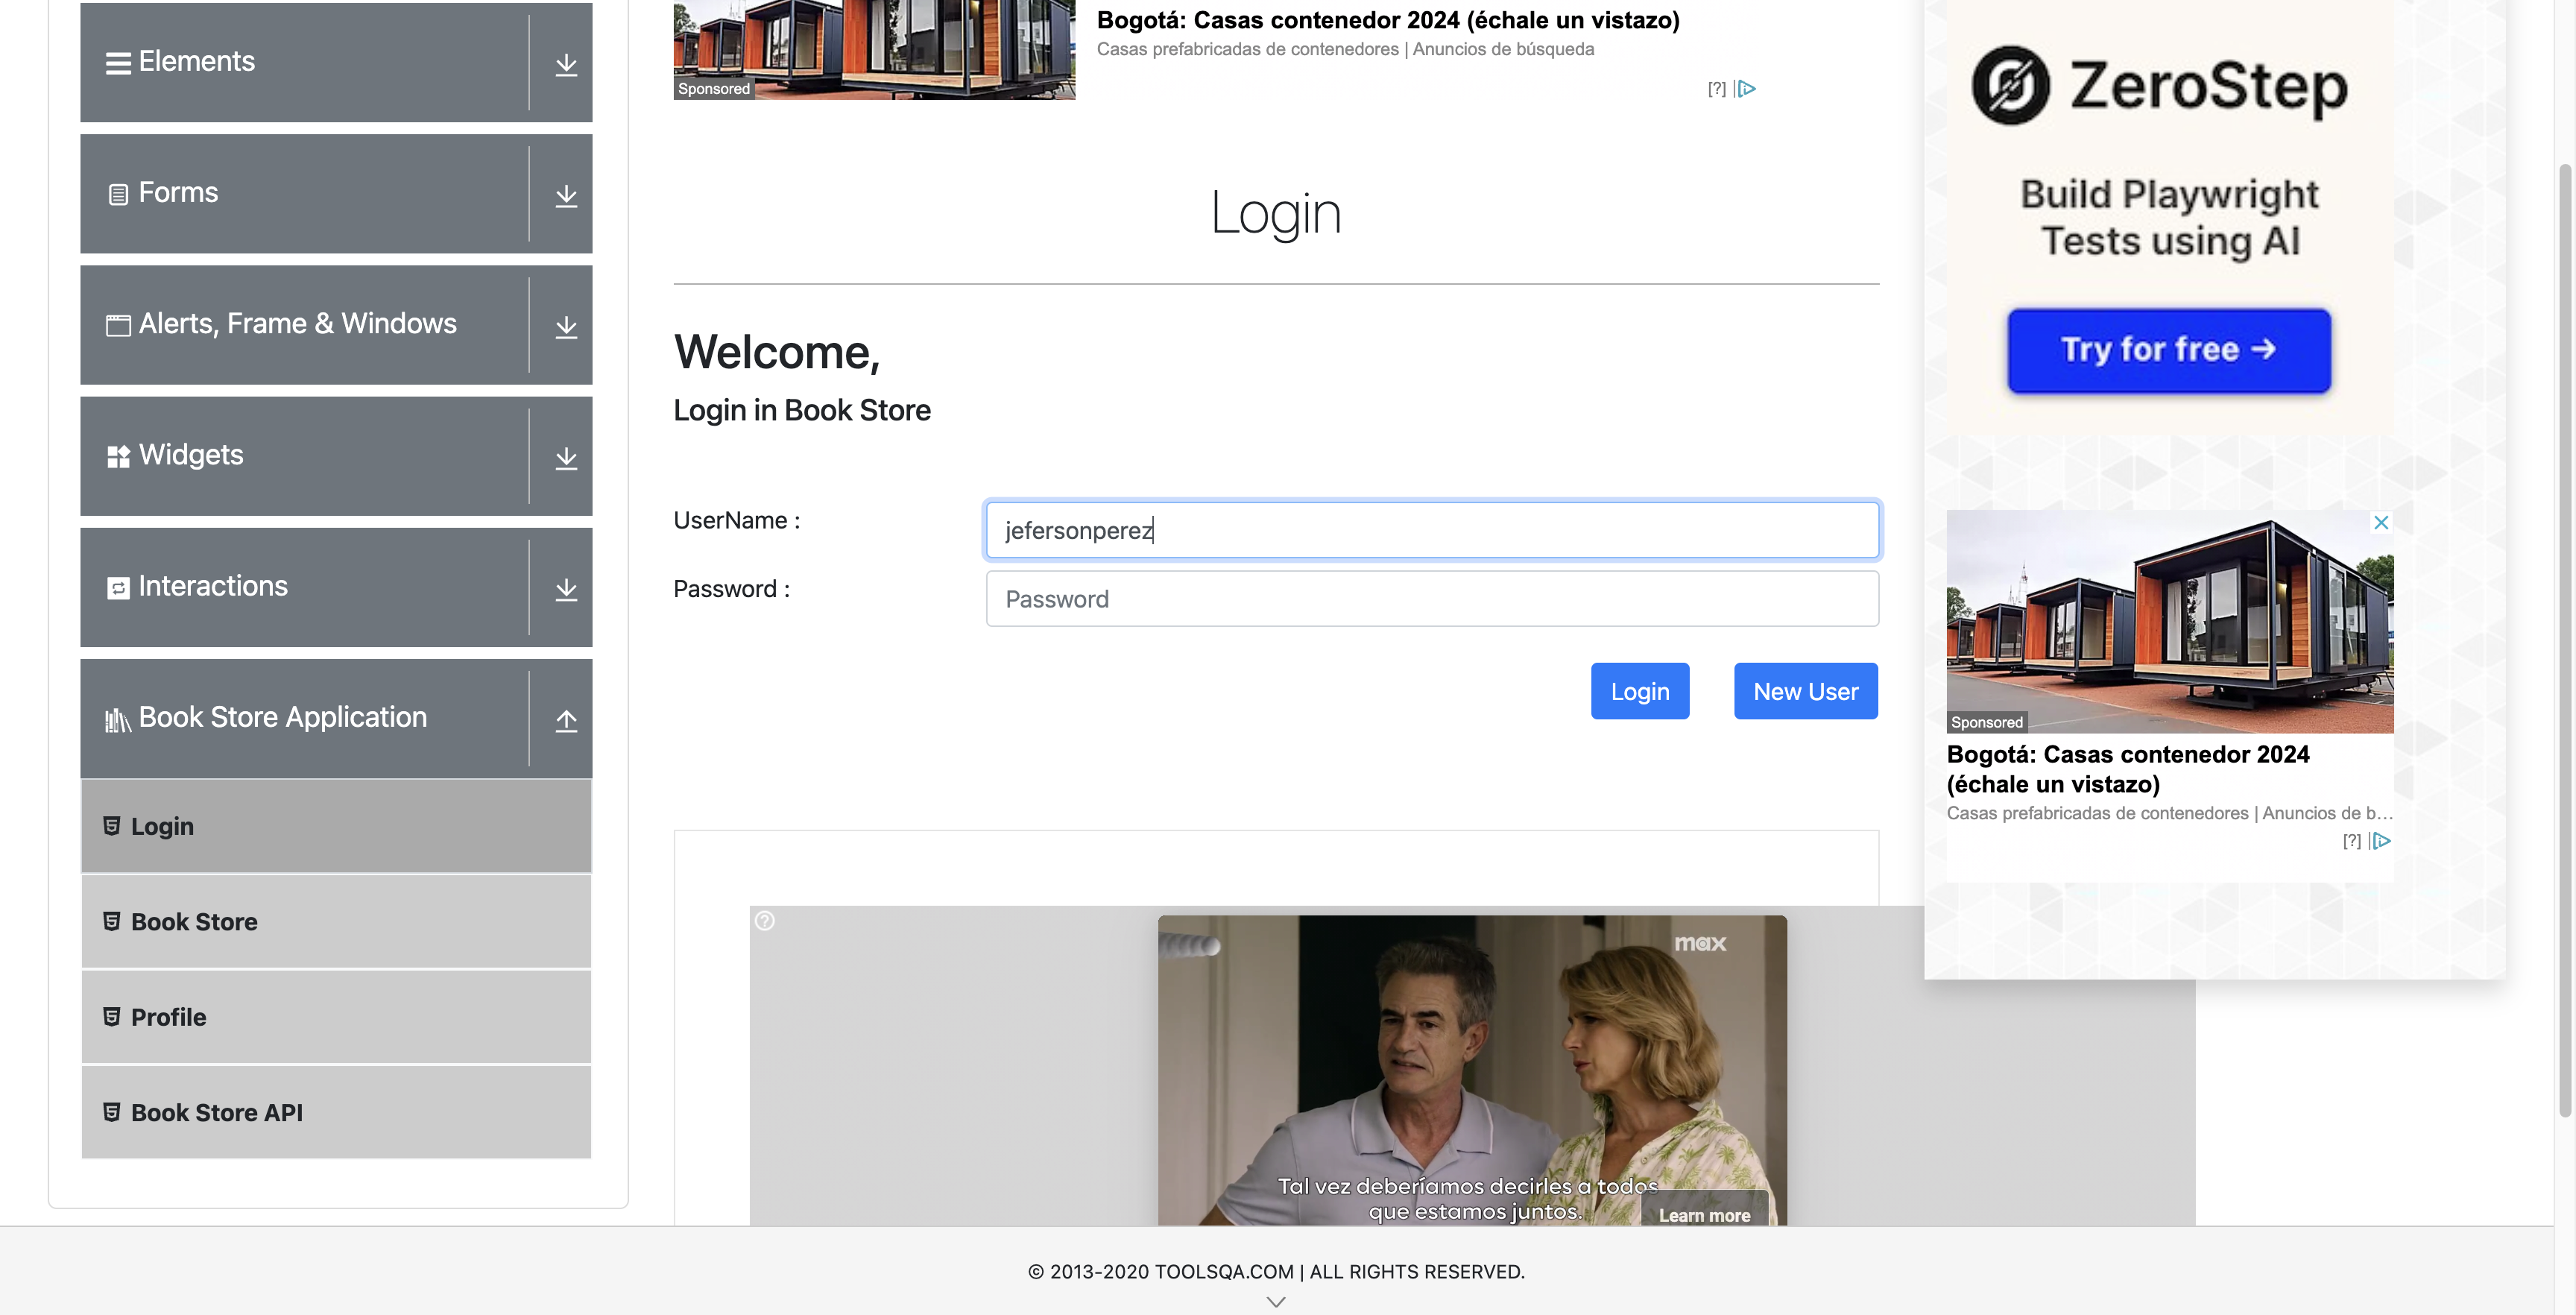 Elements
Forms
Alerts, Frame & Windows
Widgets
Interactions
Book Store Application
Login
Book Store
Profile
Book Store API
Bogotá: Casas contenedor 2024 (échale un vistazo)
Casas prefabricadas de contenedores | Anuncios de búsqueda
Sponsored
[?]
Login
Welcome,
Login in Book Store
UserName :
jefersonperez
Password :
Password
Login
New User
max
Tal vez deberíamos decirles a todos
que estamos juntos.
Learn more
ZeroStep
Build Playwright
Tests using AI
Try for free →
Sponsored
Bogotá: Casas contenedor 2024
(échale un vistazo)
Casas prefabricadas de contenedores | Anuncios de b...
[?]
© 2013-2020 TOOLSQA.COM | ALL RIGHTS RESERVED.